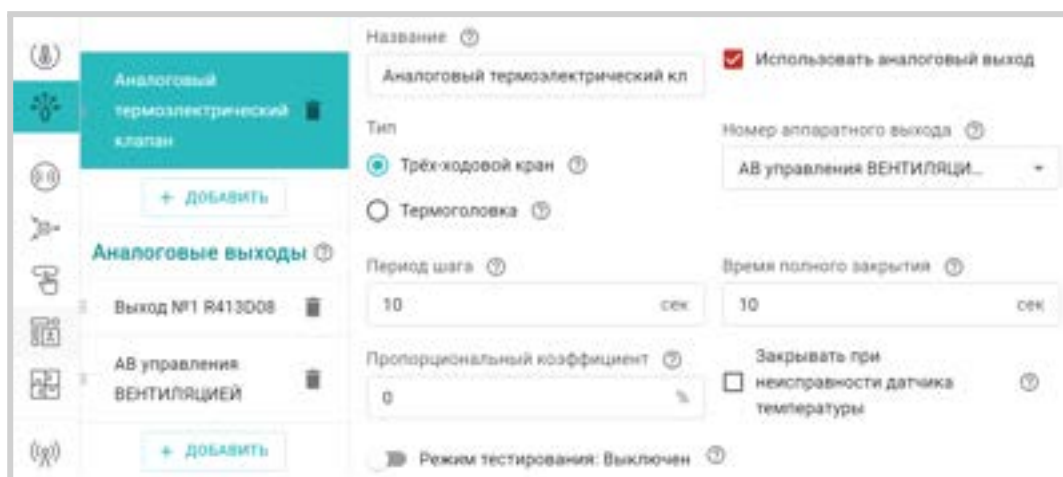 Аналоговый
термоэлектрический
клапан
+ ДОБАВИТЬ
Аналоговые выходы
Выход №1 R413D08
АВ управления
ВЕНТИЛЯЦИЕЙ
+ ДОБАВИТЬ
Название
Аналоговый термоэлектрический кл
Использовать аналоговый выход
Тип
Трёх-ходовой кран
Термоголовка
Номер аппаратного выхода
АВ управления ВЕНТИЛЯЦИ...
Период шага
10 сек
Время полного закрытия
10 сек
Пропорциональный коэффициент
0 %
Закрывать при
неисправности датчика
температуры
Режим тестирования: Выключен